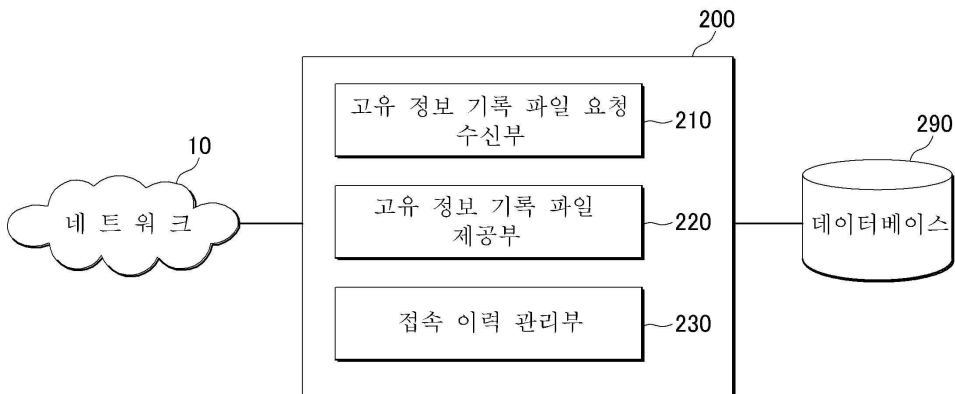 200
고유 정보 기록 파일 요청
수신부
210
10
네트워크
290
데이터베이스
고유 정보 기록 파일
제공부
220
접속 이력 관리부
230